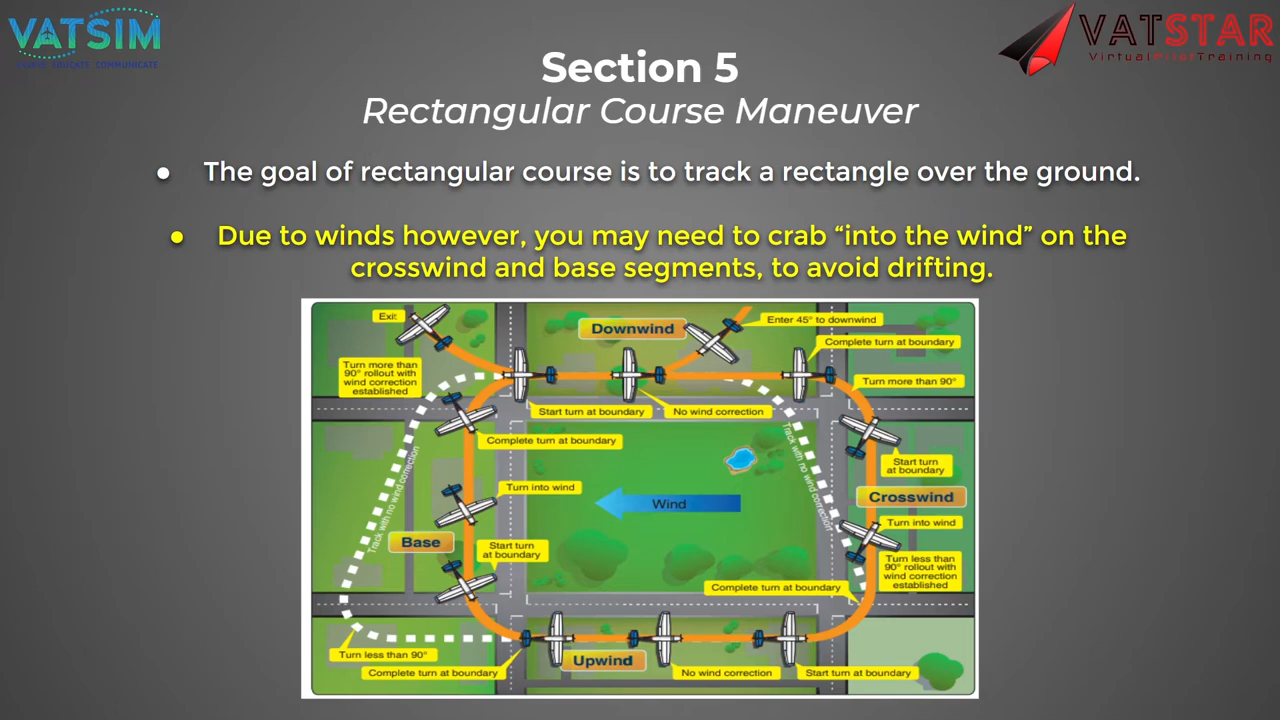 VATSIM
EDUCATE COMMUNICATE
VATSTAR
VirtualPilotTraining
Section 5
Rectangular Course Maneuver
● The goal of rectangular course is to track a rectangle over the ground.
● Due to winds however, you may need to crab “into the wind” on the
crosswind and base segments, to avoid drifting.
Exit
Downwind
Enter 45° to downwind
Complete turn at boundary
Turn more than
90° rollout with
wind correction
established
Turn more than 90°
Start turn at boundary
No wind correction
Complete turn at boundary
Track with no wind correction
Track with no wind correction
Start turn
at boundary
Turn into wind
Wind
Crosswind
Turn into wind
Base
Start turn
at boundary
Turn less than
90° rollout with
wind correction
established
Complete turn at boundary
Turn less than 90°
Upwind
Complete turn at boundary
No wind correction
Start turn at boundary